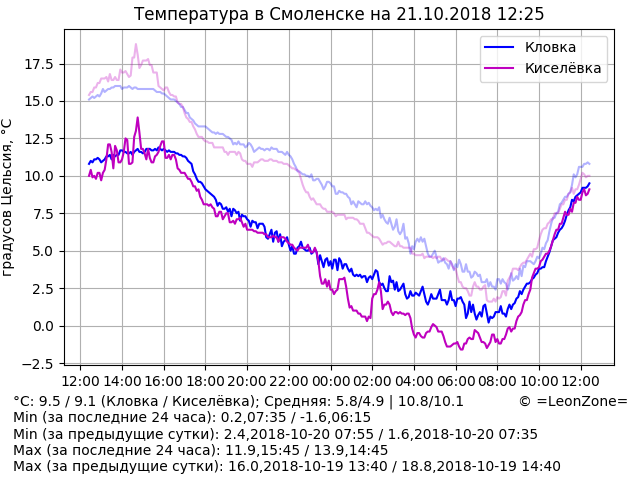 Температура в Смоленске на 21.10.2018 12:25
Кловка
Киселёвка
градусов Цельсия, °C
17.5
15.0
12.5
10.0
7.5
5.0
2.5
0.0
−2.5
12:00 14:00 16:00 18:00 20:00 22:00 00:00 02:00 04:00 06:00 08:00 10:00 12:00
°C: 9.5 / 9.1 (Кловка / Киселёвка); Средняя: 5.8/4.9 | 10.8/10.1 © =LeonZone=
Min (за последние 24 часа): 0.2,07:35 / -1.6,06:15
Min (за предыдущие сутки): 2.4,2018-10-20 07:55 / 1.6,2018-10-20 07:35
Max (за последние 24 часа): 11.9,15:45 / 13.9,14:45
Max (за предыдущие сутки): 16.0,2018-10-19 13:40 / 18.8,2018-10-19 14:40